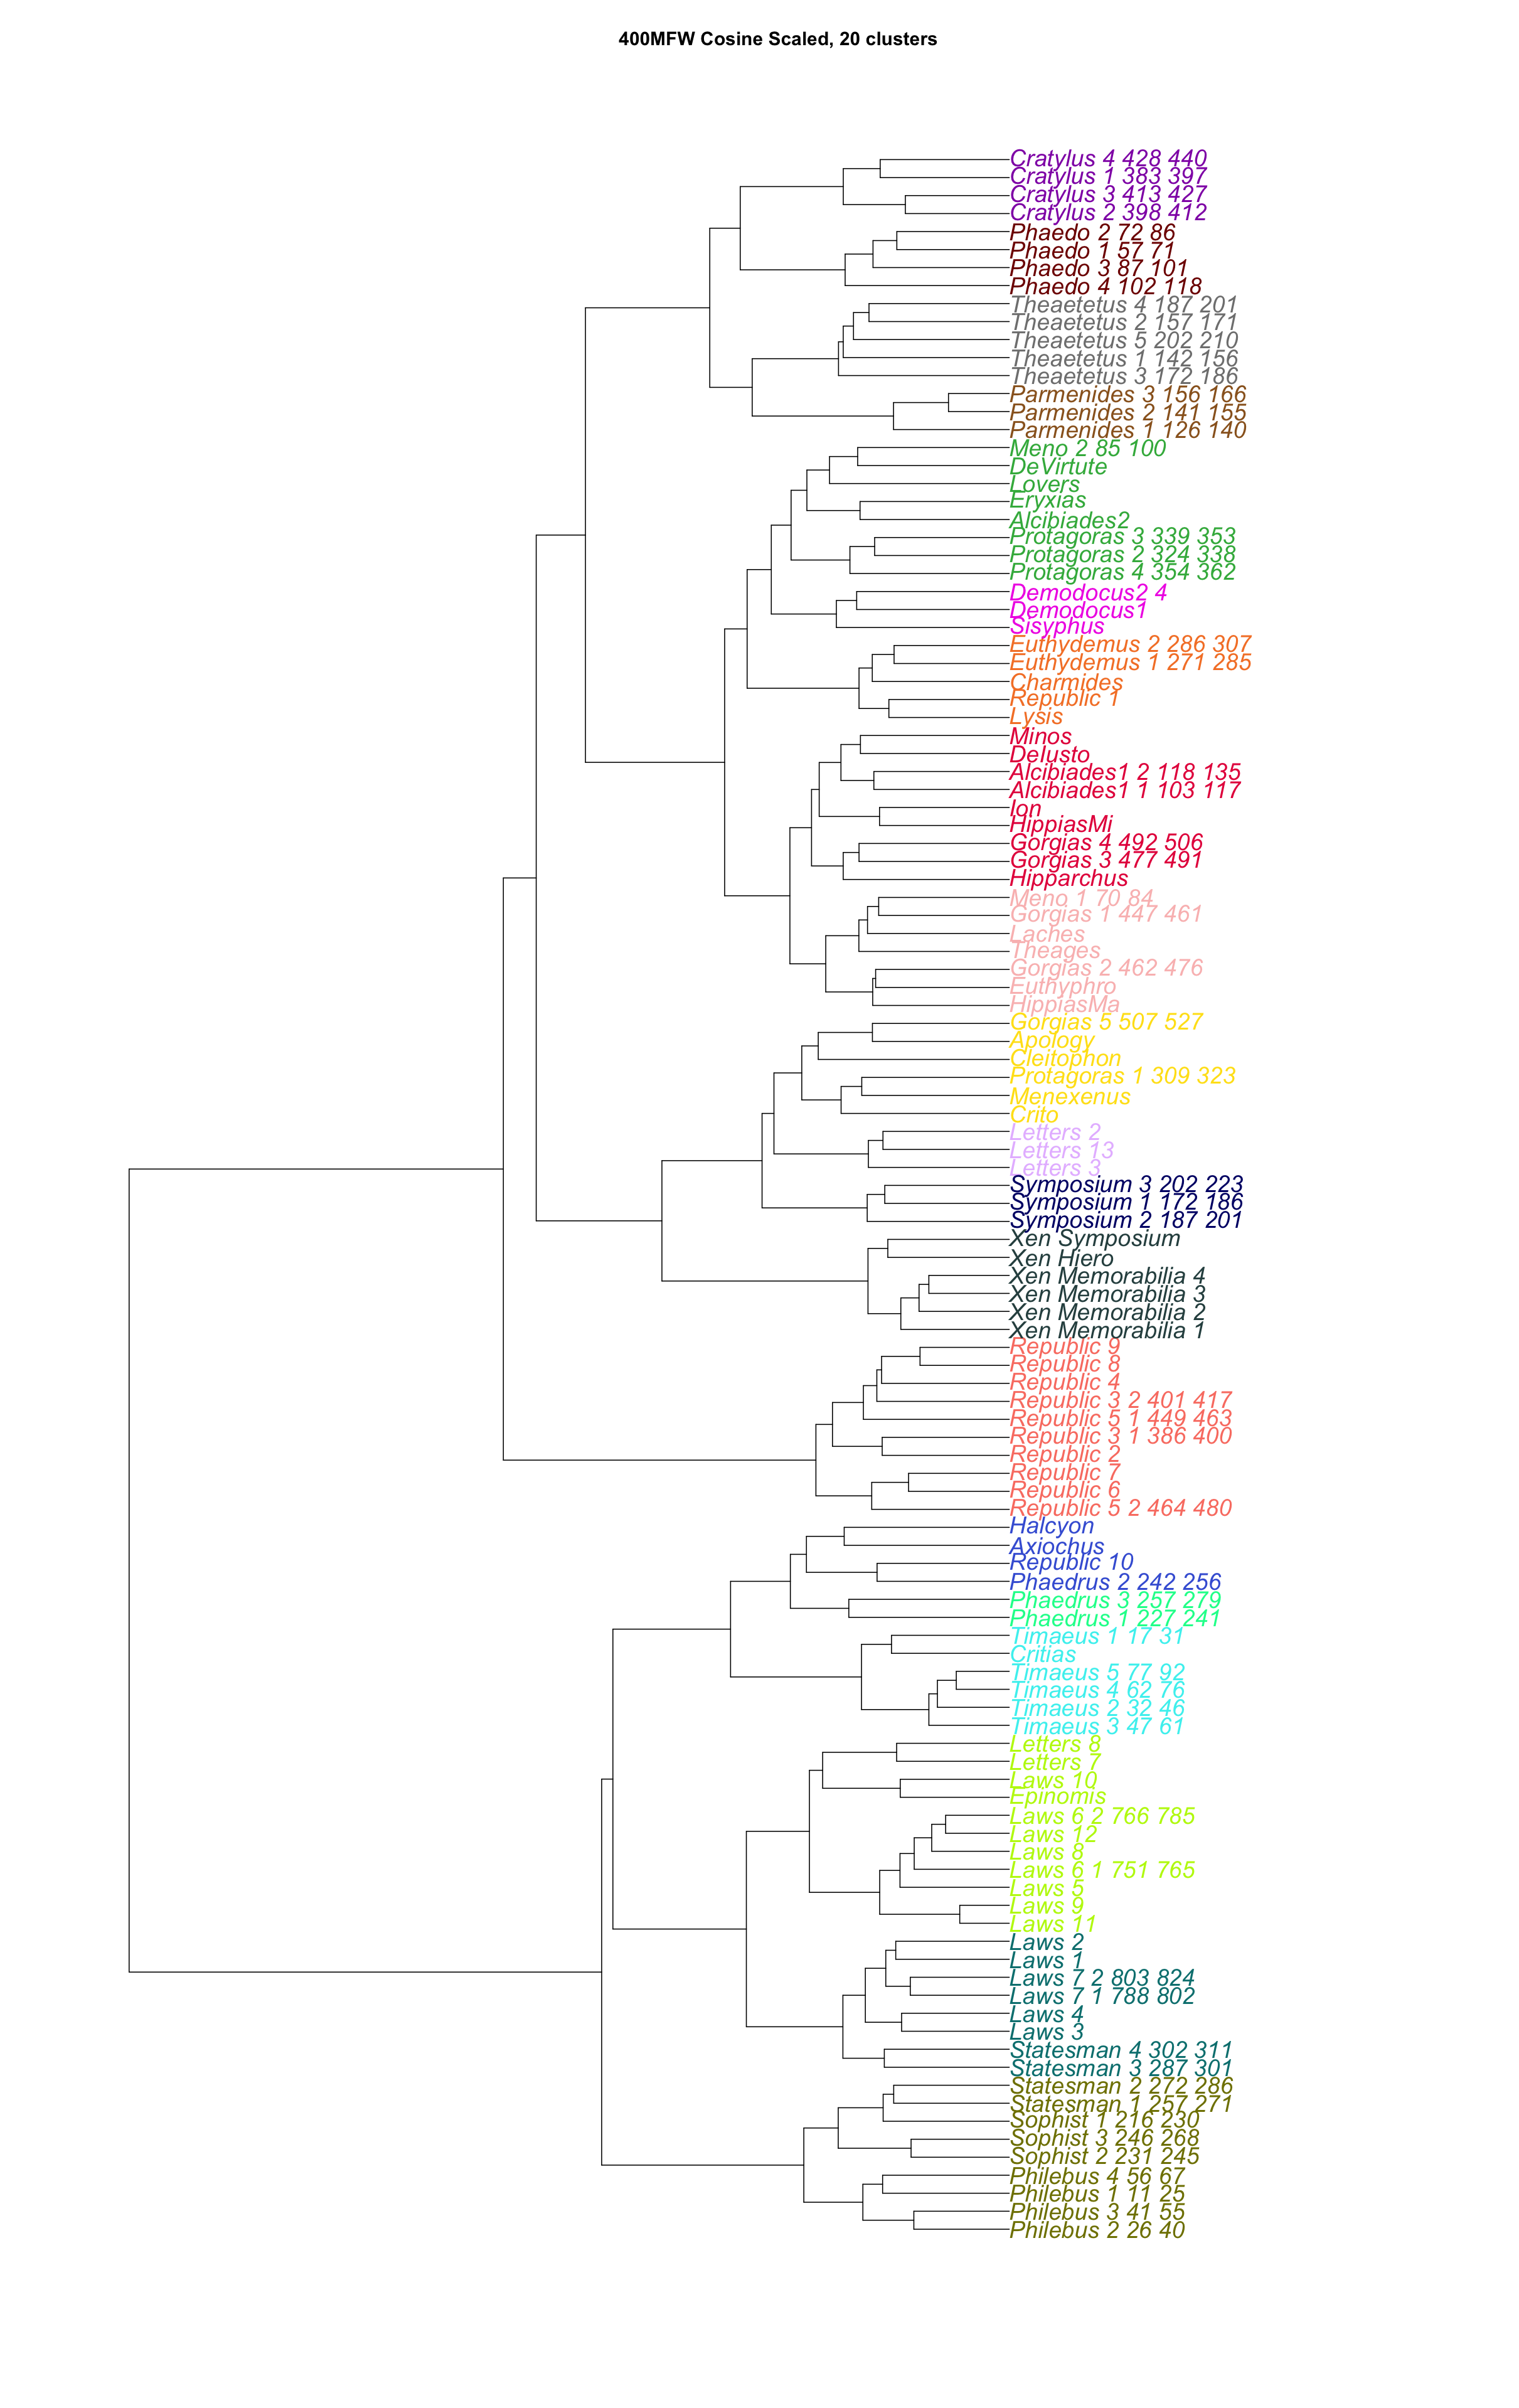 400MFW Cosine Scaled, 20 clusters
Cratylus 4 428 440
Cratylus 1 383 397
Cratylus 3 413 427
Cratylus 2 398 412
Phaedo 2 72 86
Phaedo 1 57 71
Phaedo 3 87 101
Phaedo 4 102 118
Theaetetus 4 187 201
Theaetetus 2 157 171
Theaetetus 5 202 210
Theaetetus 1 142 156
Theaetetus 3 172 186
Parmenides 3 156 166
Parmenides 2 141 155
Parmenides 1 126 140
Meno 2 85 100
DeVirtute
Lovers
Eryxias
Alcibiades2
Protagoras 3 339 353
Protagoras 2 324 338
Protagoras 4 354 362
Demodocus2 4
Demodocus1
Sisyphus
Euthydemus 2 286 307
Euthydemus 1 271 285
Charmides
Republic 1
Lysis
Minos
DeIusto
Alcibiades1 2 118 135
Alcibiades1 1 103 117
Ion
HippiasMi
Gorgias 4 492 506
Gorgias 3 477 491
Hipparchus
Meno 1 70 84
Gorgias 1 447 461
Laches
Theages
Gorgias 2 462 476
Euthyphro
HippiasMa
Gorgias 5 507 527
Apology
Cleitophon
Protagoras 1 309 323
Menexenus
Crito
Letters 2
Letters 13
Letters 3
Symposium 3 202 223
Symposium 1 172 186
Symposium 2 187 201
Xen Symposium
Xen Hiero
Xen Memorabilia 4
Xen Memorabilia 3
Xen Memorabilia 2
Xen Memorabilia 1
Republic 9
Republic 8
Republic 4
Republic 3 2 401 417
Republic 5 1 449 463
Republic 3 1 386 400
Republic 2
Republic 7
Republic 6
Republic 5 2 464 480
Halcyon
Axiochus
Republic 10
Phaedrus 2 242 256
Phaedrus 3 257 279
Phaedrus 1 227 241
Timaeus 1 17 31
Critias
Timaeus 5 77 92
Timaeus 4 62 76
Timaeus 2 32 46
Timaeus 3 47 61
Letters 8
Letters 7
Laws 10
Epinomis
Laws 6 2 766 785
Laws 12
Laws 8
Laws 6 1 751 765
Laws 5
Laws 9
Laws 11
Laws 2
Laws 1
Laws 7 2 803 824
Laws 7 1 788 802
Laws 4
Laws 3
Statesman 4 302 311
Statesman 3 287 301
Statesman 2 272 286
Statesman 1 257 271
Sophist 1 216 230
Sophist 3 246 268
Sophist 2 231 245
Philebus 4 56 67
Philebus 1 11 25
Philebus 3 41 55
Philebus 2 26 40